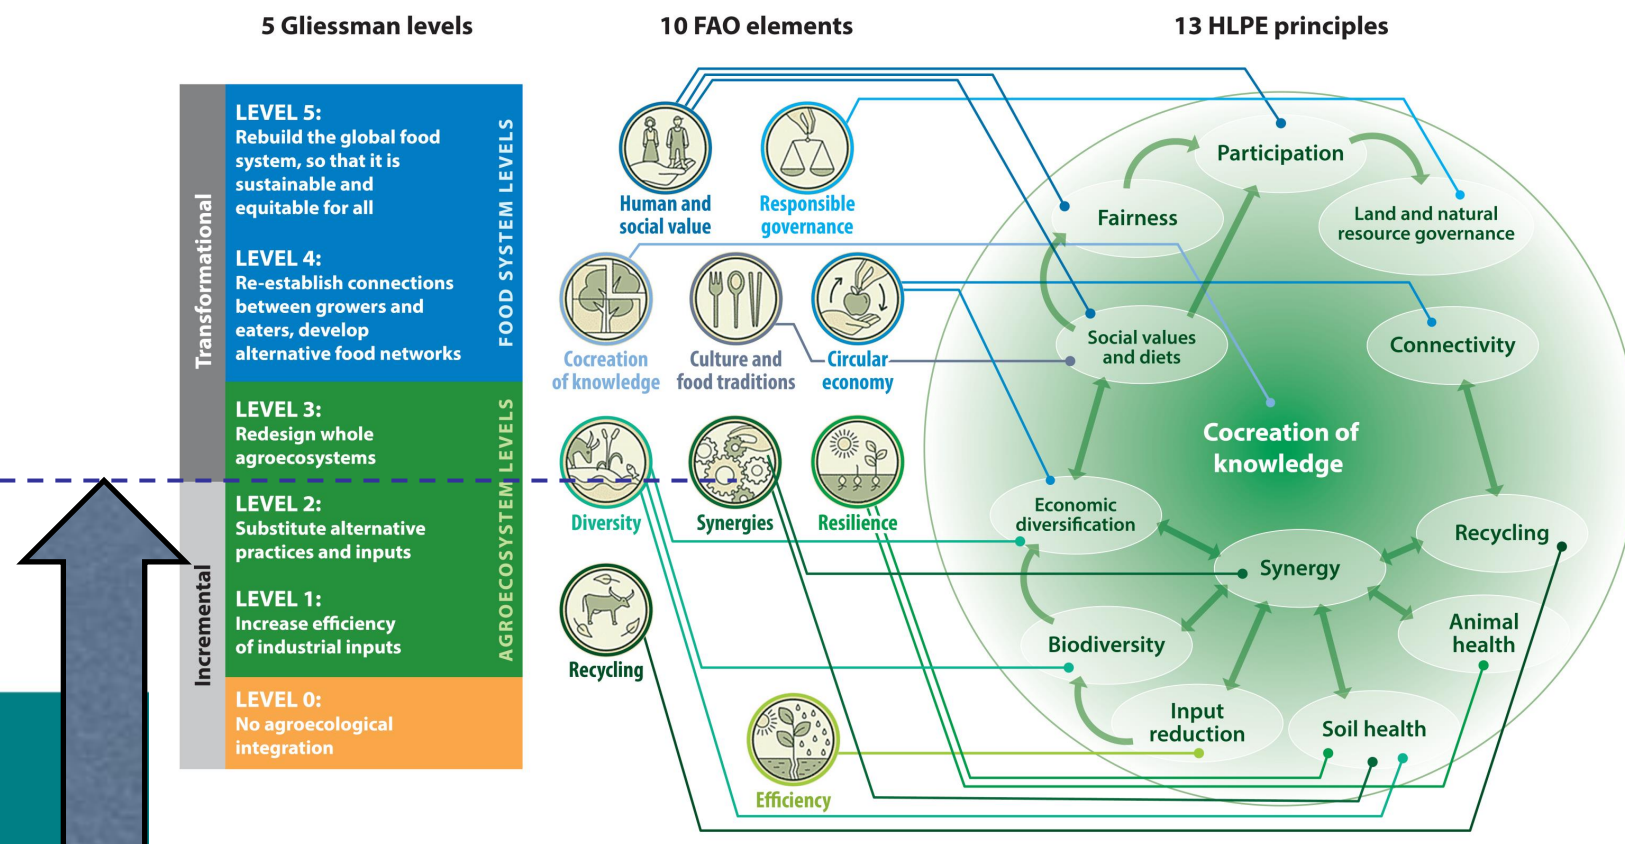 5 Gliessman levels
10 FAO elements
13 HLPE principles
Transformational
Incremental
LEVEL 5:
Rebuild the global food
system, so that it is
sustainable and
equitable for all
LEVEL 4:
Re-establish connections
between growers and
eaters, develop
alternative food networks
FOOD SYSTEM LEVELS
LEVEL 3:
Redesign whole
agroecosystems
LEVEL 2:
Substitute alternative
practices and inputs
LEVEL 1:
Increase efficiency
of industrial inputs
AGROECOSYSTEM LEVELS
LEVEL 0:
No agroecological
integration
Human and
social value
Responsible
governance
Cocreation
of knowledge
Culture and
food traditions
Circular
economy
Diversity
Synergies
Resilience
Recycling
Efficiency
Participation
Fairness
Land and natural
resource governance
Social values
and diets
Connectivity
Cocreation of
knowledge
Economic
diversification
Recycling
Synergy
Animal
health
Biodiversity
Input
reduction
Soil health